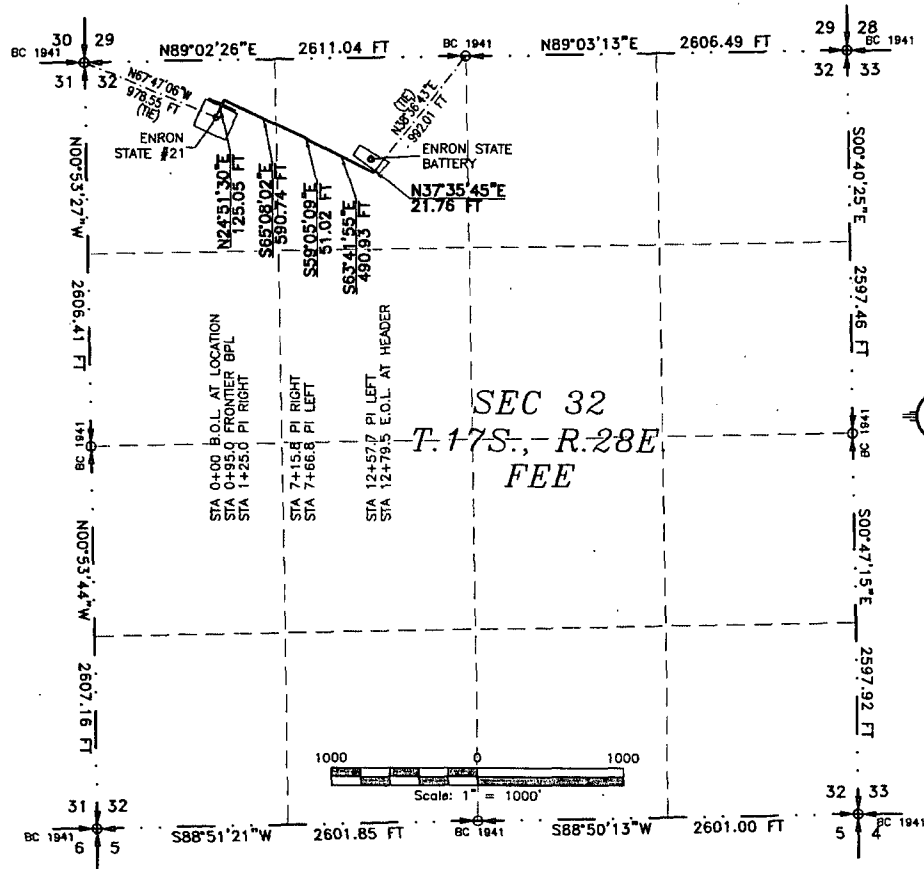 30 29
BC 1941
31 32
N89°02'26"E 2611.04 FT
BC 1941
N89°03'13"E 2606.49 FT
29 28
BC 1941
32 33
N67°47'06"W
978.55 FT
(TIE)
(TIE)
N38°36'43"E
992.01 FT
ENRON
STATE #21
ENRON STATE
BATTERY
N24°51'30"E
125.05 FT
S65°08'02"E
590.74 FT
S59°05'09"E
51.02 FT
S63°41'55"E
490.93 FT
N37°35'45"E
21.76 FT
N00°53'27"W
2606.41 FT
S00°40'25"E
2597.46 FT
STA 0+00 B.O.L. AT LOCATION
STA 0+95.0 FRONTIER BPL
STA 1+25.0 PI RIGHT
STA 7+15.8 PI RIGHT
STA 7+66.8 PI LEFT
STA 12+57.7 PI LEFT
STA 12+79.5 E.O.L. AT HEADER
SEC 32
T.17S., R.28E
FEE
BC 1941
BC 1941
N00°53'44"W
2607.16 FT
S00°47'15"E
2597.92 FT
1000 0 1000
Scale: 1" = 1000'
31 32
BC 1941
6 5
S88°51'21"W 2601.85 FT
BC 1941
S88°50'13"W 2601.00 FT
32 33
BC 1941
5 4